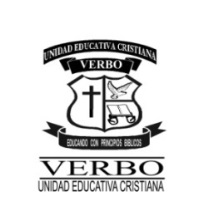 UNIDAD EDUCATIVA CRISTIANA
VERBO
EDUCANDO CON PRINCIPIOS BIBLICOS
VERBO
UNIDAD EDUCATIVA CRISTIANA